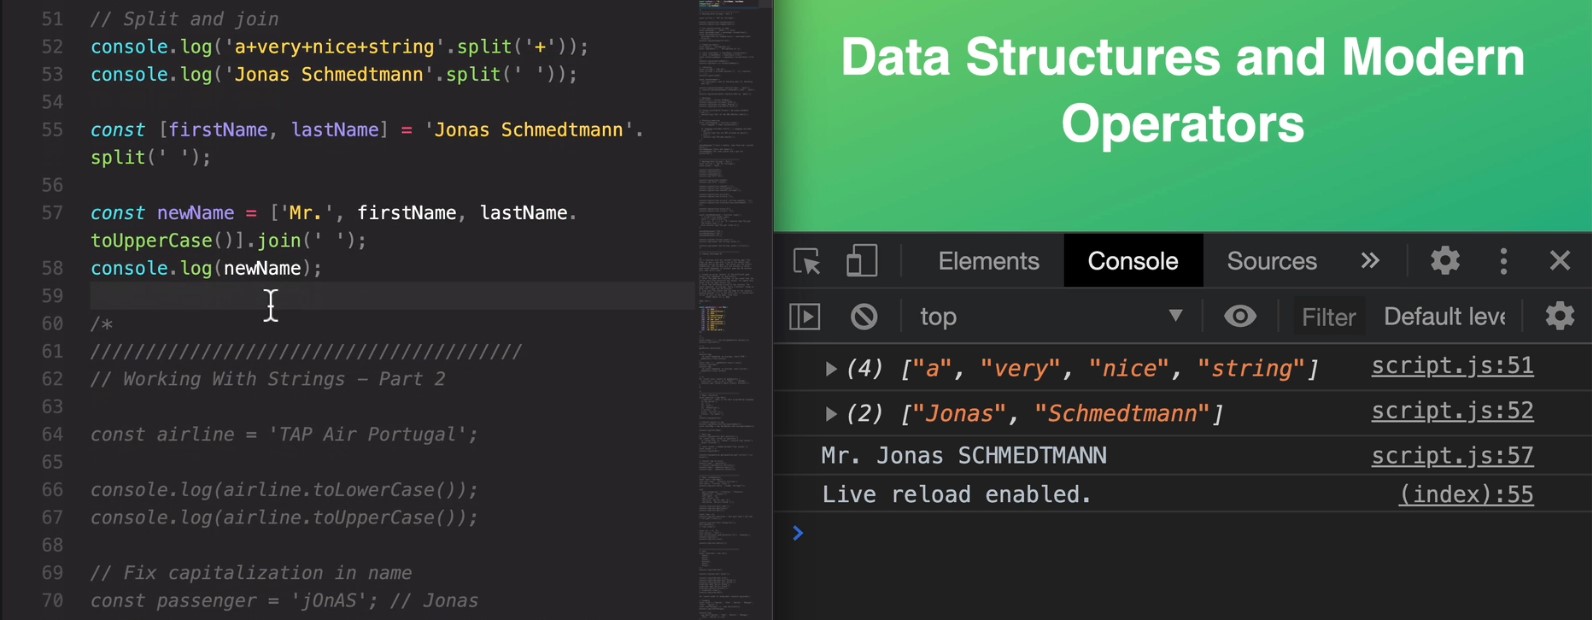 51 // Split and join
52 console.log('a+very+nice+string'.split('+'));
53 console.log('Jonas Schmedtmann'.split(' '));
54
55 const [firstName, lastName] = 'Jonas Schmedtmann'.
split(' ');
56
57 const newName = ['Mr.', firstName, lastName.
toUpperCase()].join(' ');
58 console.log(newName);
59
60 /*
61 ///////////////////////////////////////
62 // Working With Strings - Part 2
63
64 const airline = 'TAP Air Portugal';
65
66 console.log(airline.toLowerCase());
67 console.log(airline.toUpperCase());
68
69 // Fix capitalization in name
70 const passenger = 'jOnAS'; // Jonas
Data Structures and Modern
Operators
Elements Console Sources »
top ▼ Filter Default leve
▶ (4) ["a", "very", "nice", "string"] script.js:51
▶ (2) ["Jonas", "Schmedtmann"] script.js:52
Mr. Jonas SCHMEDTMANN script.js:57
Live reload enabled. (index):55
>